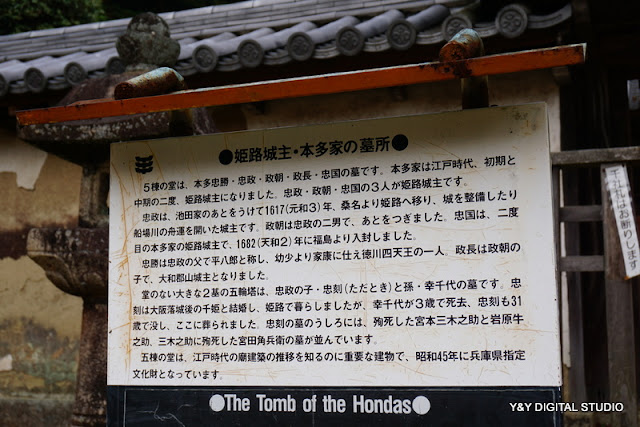 ●姫路城主・本多家の墓所●
5棟の堂は、本多忠勝・忠政・政朝・政長・忠国の墓です。本多家は江戸時代、初期と
中期の二度、姫路城主になりました。忠政・政朝・忠国の3人が姫路城主です。
忠政は、池田家のあとをうけて1617(元和3)年、桑名より姫路へ移り、城を整備したり
船場川の舟運を開いた城主です。政朝は忠政の二男で、あとをつぎました。忠国は、二度
目の本多家の姫路城主で、1682(天和2)年に福島より入封しました。
忠勝は忠政の父で平八郎と称し、幼少より家康に仕え徳川四天王の一人。政長は政朝の
子で、大和郡山城主となりました。
堂のない大きな2基の五輪塔は、忠政の子・忠刻(ただとき)と孫・幸千代の墓です。忠
刻は大阪落城後の千姫と結婚し、姫路で暮らしましたが、幸千代が3歳で死去、忠刻も31
歳で没し、ここに葬られました。忠刻の墓のうしろには、殉死した宮本三木之助と岩原牛
之助、三木之助に殉死した宮田角兵衛の墓が並んでいます。
五棟の堂は、江戸時代の廟建築の推移を知るのに重要な建物で、昭和45年に兵庫県指定
文化財となっています。
●The Tomb of the Hondas●
はお断りします
Y&Y DIGITAL STUDIO